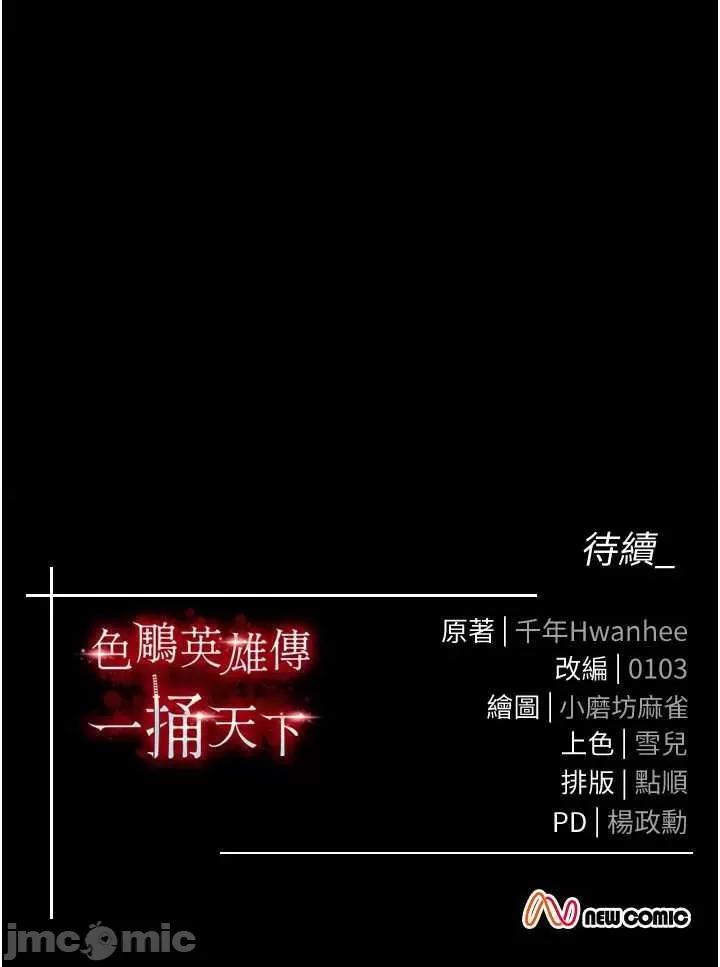 待續_
色鵰英雄傳
一捅天下
原著 | 千年Hwanhee
改編 | 0103
繪圖 | 小磨坊麻雀
上色 | 雪兒
排版 | 點順
PD | 楊政勳
NEW COMIC
jmcomic